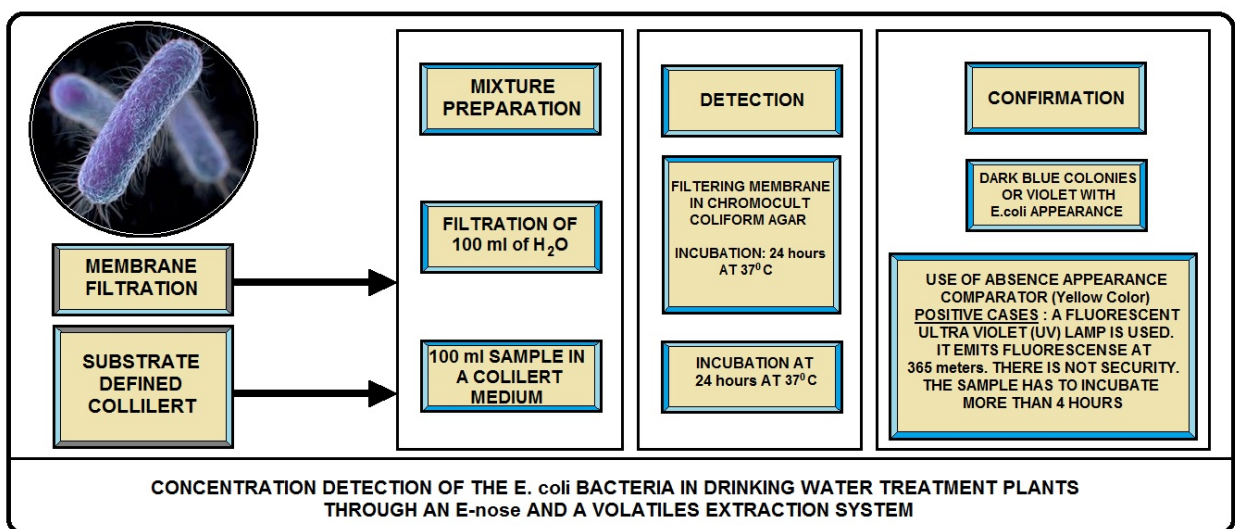 MIXTURE
PREPARATION
DETECTION
CONFIRMATION
MEMBRANE
FILTRATION
FILTRATION OF
100 ml of H₂O
FILTERING MEMBRANE
IN CHROMOCULT
COLIFORM AGAR
INCUBATION: 24 hours
AT 37⁰ C
DARK BLUE COLONIES
OR VIOLET WITH
E.coli APPEARANCE
SUBSTRATE
DEFINED
COLLILERT
100 ml SAMPLE IN
A COLILERT
MEDIUM
INCUBATION AT
24 hours AT 37⁰ C
USE OF ABSENCE APPEARANCE
COMPARATOR (Yellow Color)
POSITIVE CASES : A FLUORESCENT
ULTRA VIOLET (UV) LAMP IS USED.
IT EMITS FLUORESCENSE AT
365 meters. THERE IS NOT SECURITY.
THE SAMPLE HAS TO INCUBATE
MORE THAN 4 HOURS
CONCENTRATION DETECTION OF THE E. coli BACTERIA IN DRINKING WATER TREATMENT PLANTS
THROUGH AN E-nose AND A VOLATILES EXTRACTION SYSTEM